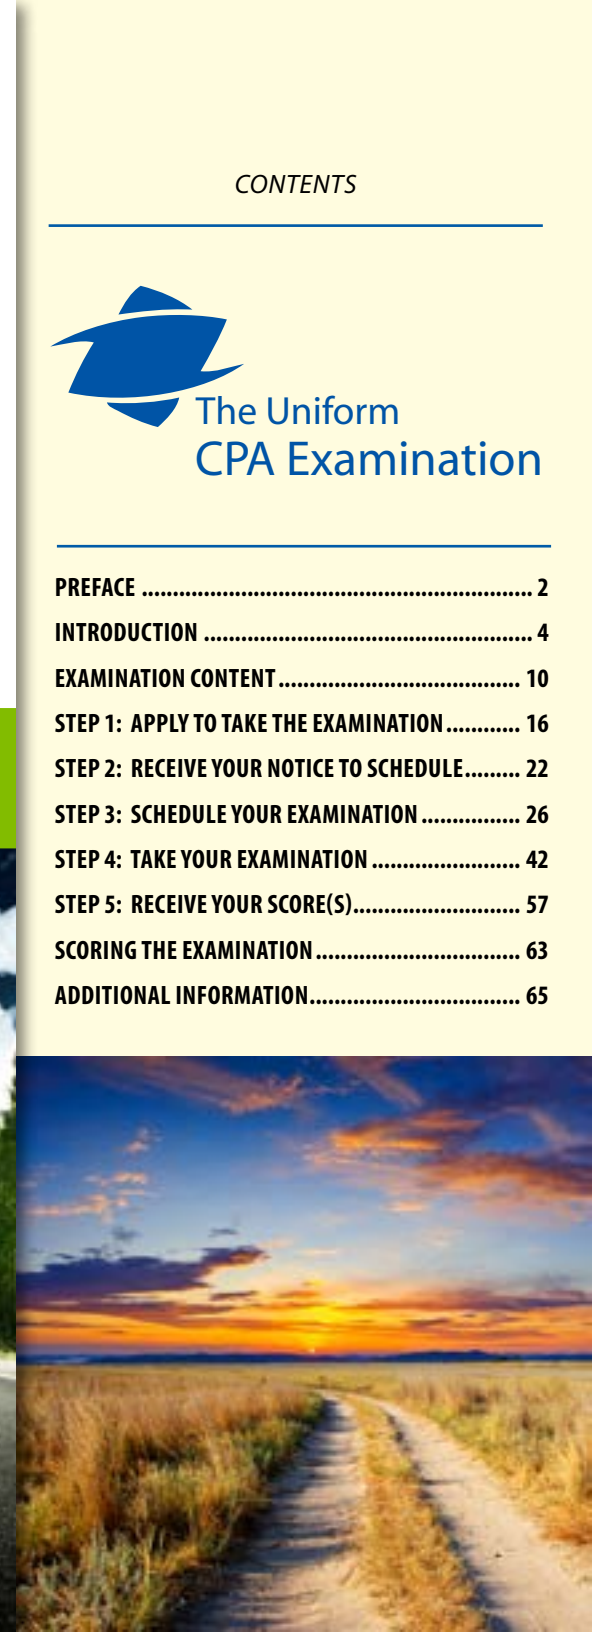 CONTENTS
The Uniform
CPA Examination
PREFACE ............................................................... 2
INTRODUCTION ..................................................... 4
EXAMINATION CONTENT ....................................... 10
STEP 1: APPLY TO TAKE THE EXAMINATION ............ 16
STEP 2: RECEIVE YOUR NOTICE TO SCHEDULE ......... 22
STEP 3: SCHEDULE YOUR EXAMINATION ................ 26
STEP 4: TAKE YOUR EXAMINATION ........................ 42
STEP 5: RECEIVE YOUR SCORE(S) ........................... 57
SCORING THE EXAMINATION ................................. 63
ADDITIONAL INFORMATION .................................. 65